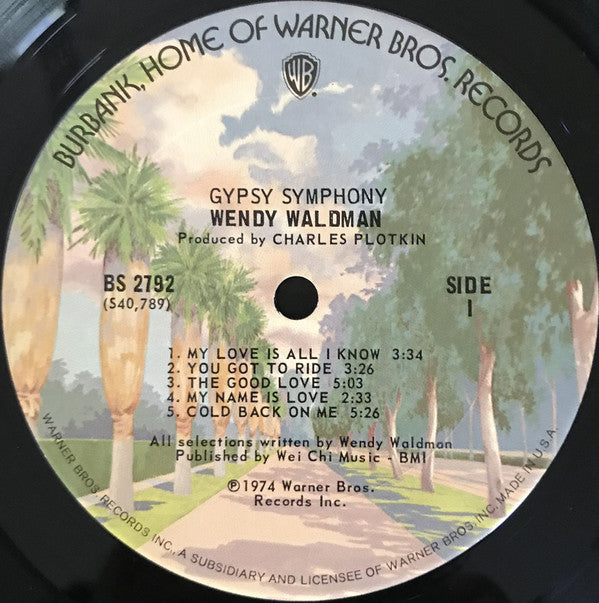 BURBANK, HOME OF WARNER BROS. RECORDS
WB
GYPSY SYMPHONY
WENDY WALDMAN
Produced by CHARLES PLOTKIN
BS 2792
(S40,789)
SIDE
1
1. MY LOVE IS ALL I KNOW 3:34
2. YOU GOT TO RIDE 3:26
3. THE GOOD LOVE 5:03
4. MY NAME IS LOVE 2:33
5. COLD BACK ON ME 5:26
All selections written by Wendy Waldman
Published by Wei Chi Music - BMI
℗1974 Warner Bros.
Records Inc.
WARNER BROS. RECORDS INC., A SUBSIDIARY AND LICENSEE OF WARNER BROS. INC. MADE IN U.S.A.